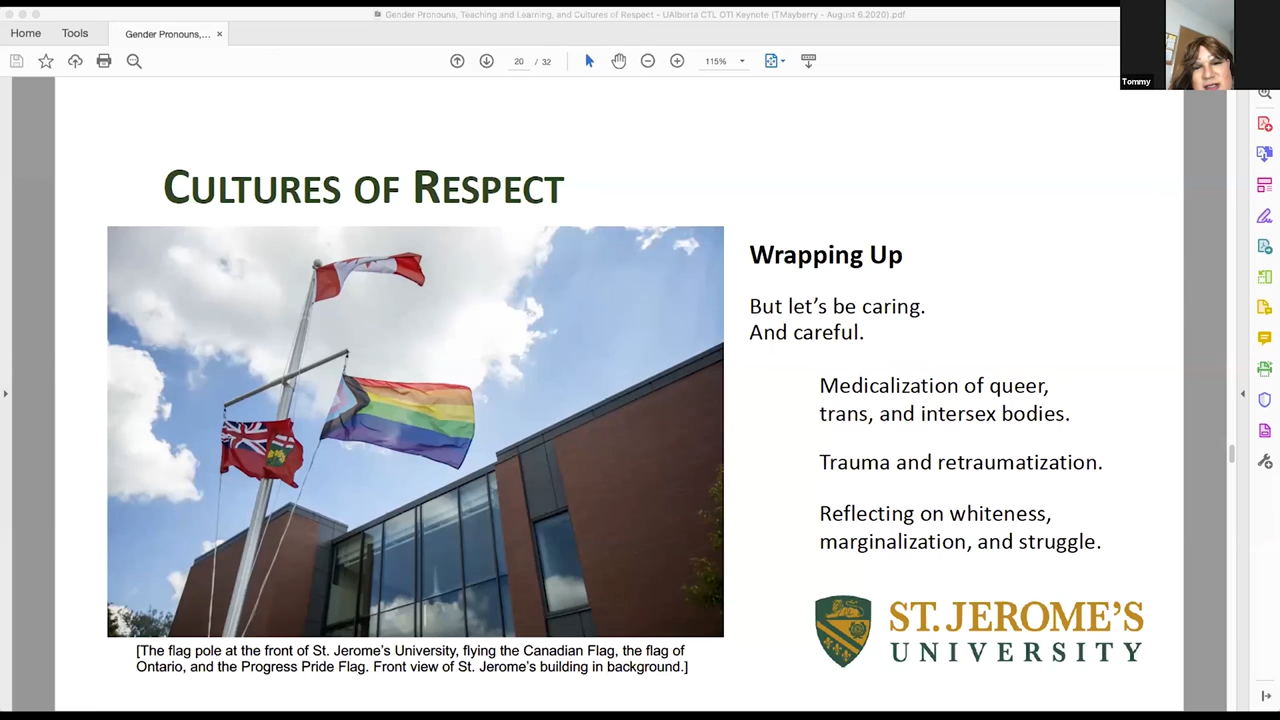 Gender Pronouns, Teaching and Learning, and Cultures of Respect - UAlberta CTL OTI Keynote (TMayberry - August 6.2020).pdf
Home
Tools
Gender Pronouns,... ×
20 / 32
115%
Tommy
CULTURES OF RESPECT
Wrapping Up
But let's be caring.
And careful.
Medicalization of queer,
trans, and intersex bodies.
Trauma and retraumatization.
Reflecting on whiteness,
marginalization, and struggle.
ST. JEROME'S
UNIVERSITY
[The flag pole at the front of St. Jerome's University, flying the Canadian Flag, the flag of
Ontario, and the Progress Pride Flag. Front view of St. Jerome's building in background.]